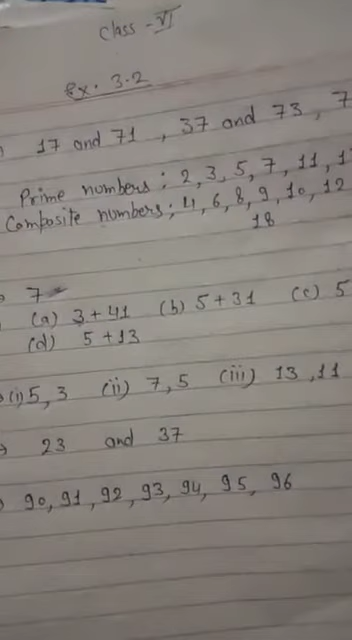 Class - VI
Ex. 3.2
17 and 71, 37 and 73, 7
Prime numbers: 2, 3, 5, 7, 11, 1
Composite numbers; 4, 6, 8, 9, 10, 12
18
7
(a) 3+41 (b) 5+31 (c) 5
(d) 5+13
(i) 5, 3 (ii) 7, 5 (iii) 13, 11
23 and 37
90, 91, 92, 93, 94, 95, 96